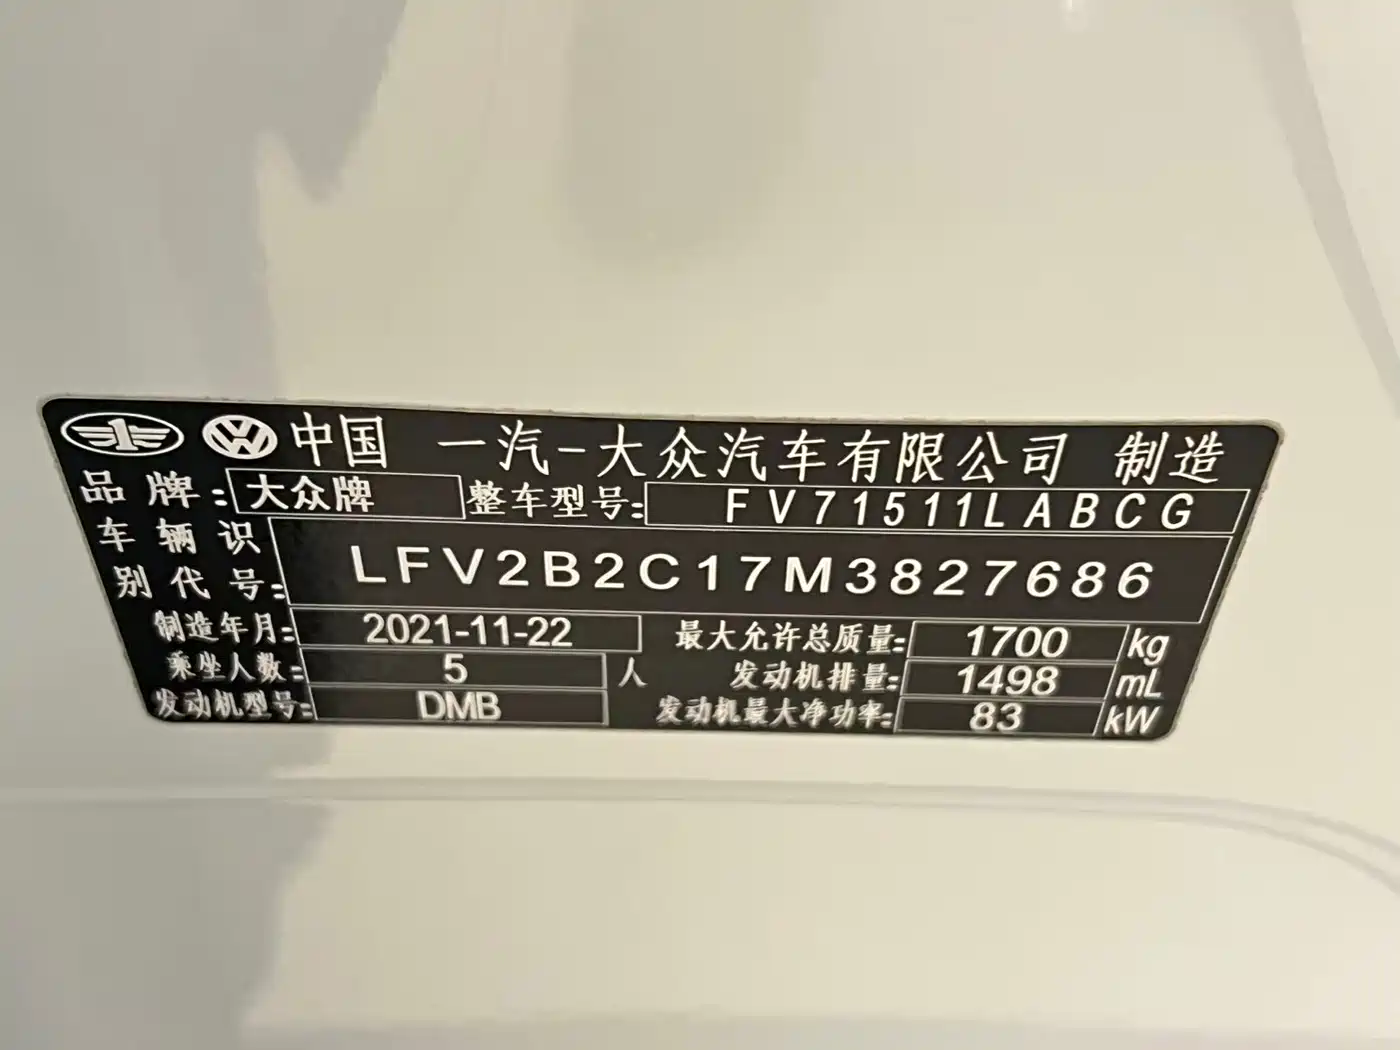 中国 一汽-大众汽车有限公司 制造
品牌: 大众牌 整车型号: FV71511LABCG
车辆识别代号: LFV2B2C17M3827686
制造年月: 2021-11-22 最大允许总质量: 1700 kg
乘坐人数: 5 人 发动机排量: 1498 mL
发动机型号: DMB 发动机最大净功率: 83 kW